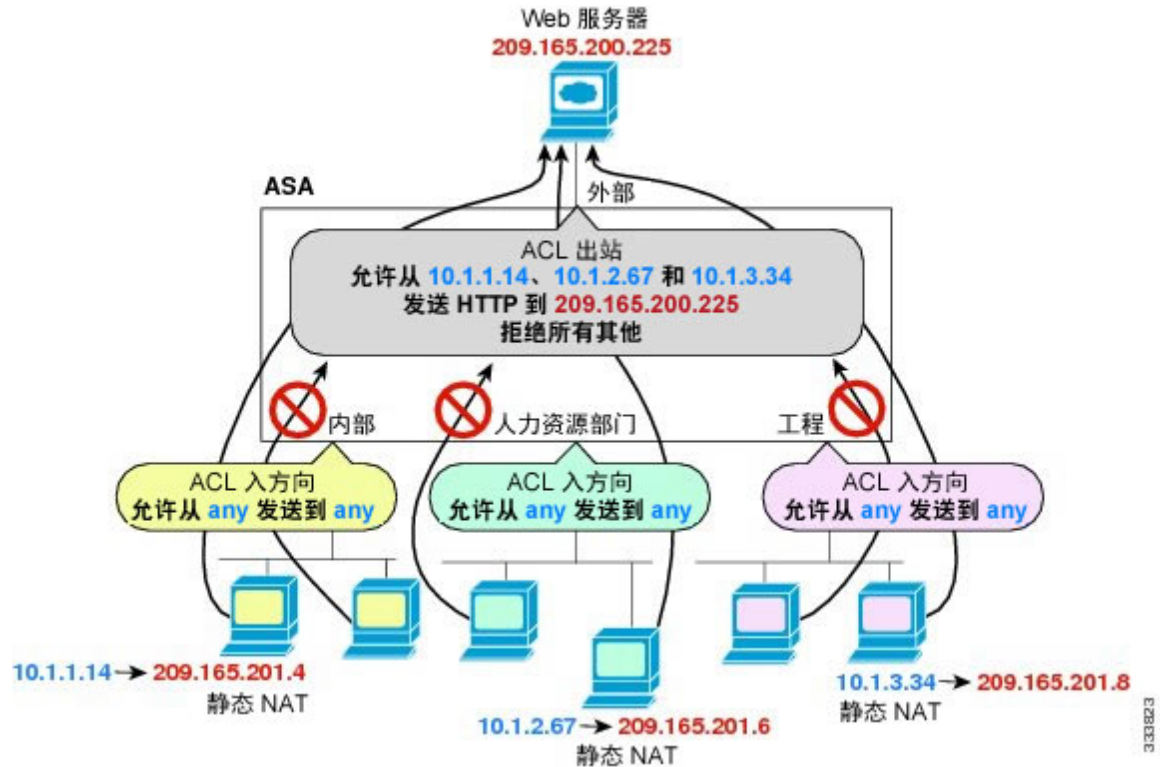 Web 服务器
209.165.200.225
ASA
外部
ACL 出站
允许从 10.1.1.14、10.1.2.67 和 10.1.3.34
发送 HTTP 到 209.165.200.225
拒绝所有其他
内部
人力资源部门
工程
ACL 入方向
允许从 any 发送到 any
ACL 入方向
允许从 any 发送到 any
ACL 入方向
允许从 any 发送到 any
10.1.1.14→209.165.201.4
静态 NAT
10.1.2.67→209.165.201.6
静态 NAT
10.1.3.34→209.165.201.8
静态 NAT
333823